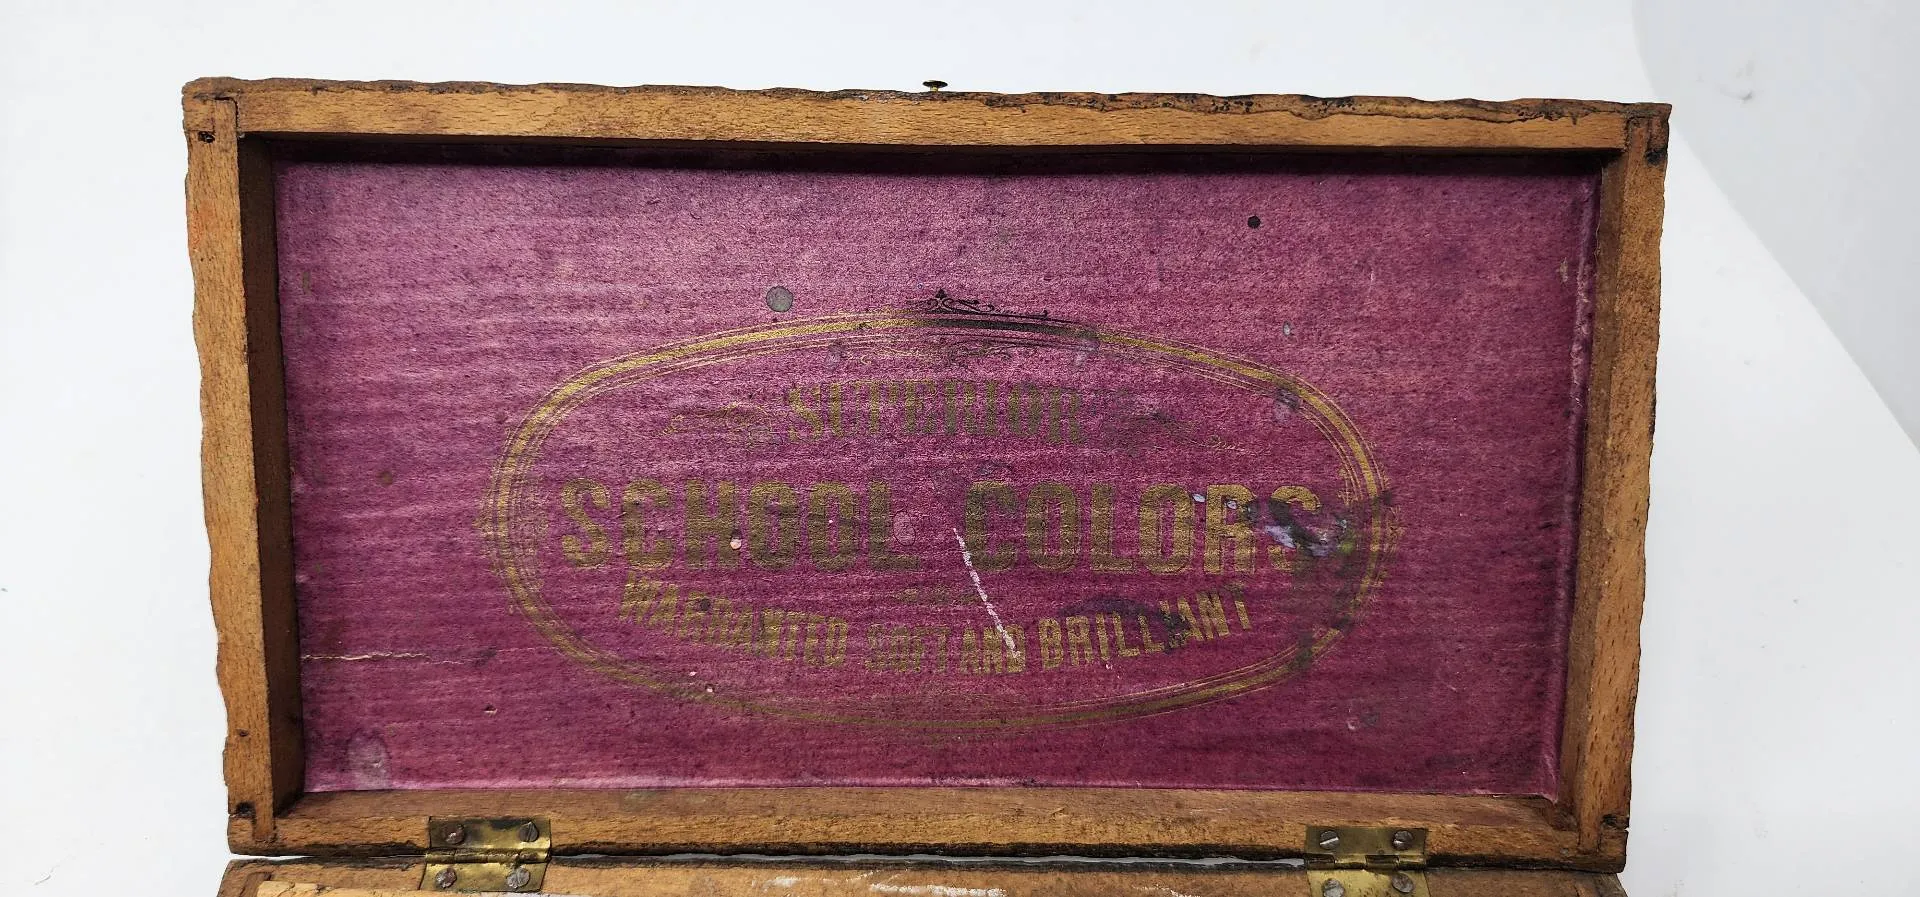 SUPERIOR
SCHOOL COLORS
WARRANTED SOFT AND BRILLIANT